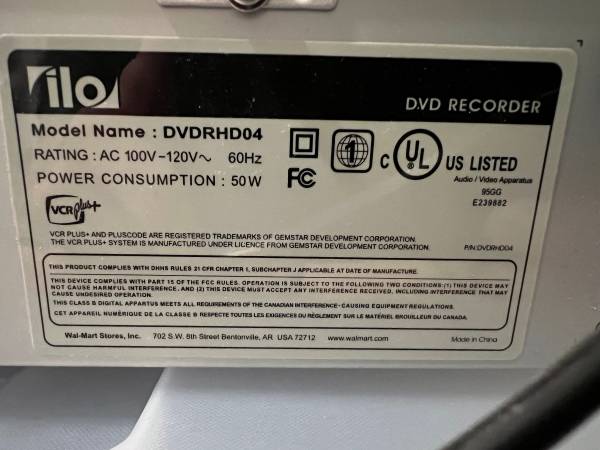 ilo
DVD RECORDER
Model Name : DVDRHD04
RATING : AC 100V-120V~ 60Hz
POWER CONSUMPTION : 50W
1
FC
C UL US LISTED
Audio / Video Apparatus
95GG
E239882
VCR Plus+
VCR PLUS+ AND PLUSCODE ARE REGISTERED TRADEMARKS OF GEMSTAR DEVELOPMENT CORPORATION.
THE VCR PLUS+ SYSTEM IS MANUFACTURED UNDER LICENCE FROM GEMSTAR DEVELOPMENT CORPORATION.
P/N:DVDRHD04
THIS PRODUCT COMPLIES WITH DHHS RULES 21 CFR CHAPTER 1, SUBCHAPTER J APPLICABLE AT DATE OF MANUFACTURE.
THIS DEVICE COMPLIES WITH PART 15 OF THE FCC RULES. OPERATION IS SUBJECT TO THE FOLLOWING TWO CONDITIONS:(1) THIS DEVICE MAY
NOT CAUSE HARMFUL INTERFERENCE. AND (2) THIS DEVICE MUST ACCEPT ANY INTERFERENCE RECEIVED, INCLUDING INTERFERENCE THAT MAY
CAUSE UNDESIRED OPERATION.
THIS CLASS B DIGITAL APPARTUS MEETS ALL REQUIREMENTS OF THE CANADIAN INTERFERENCE - CAUSING EQUIPMENT REGULATIONS.
CET APPAREIL NUMÉRIQUE DE LA CLASSE B RESPECTE TOUTES LES EXIGENCES DU RÈGLEMENT SUR LE MATÉRIEL BROUILLEUR DU CANADA.
Wal-Mart Stores, Inc. 702 S.W. 8th Street Bentonville, AR USA 72712 www.walmart.com Made in China